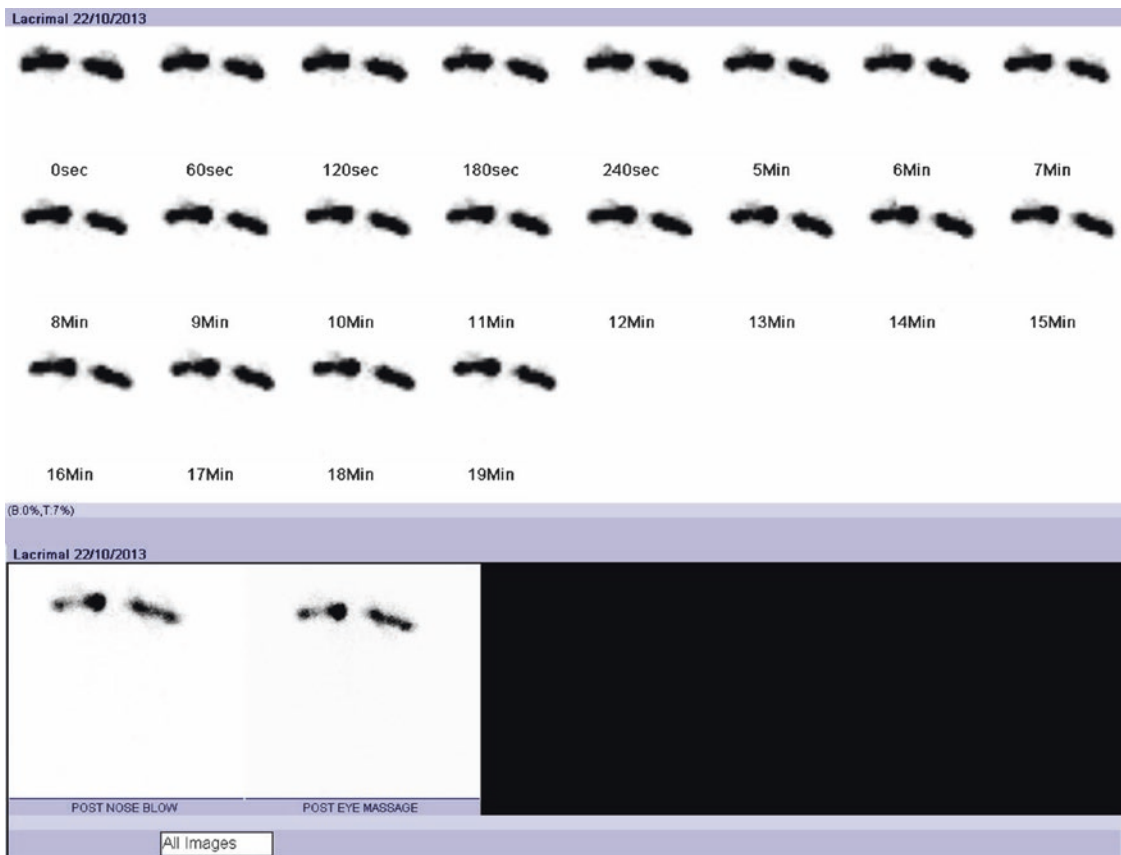 Lacrimal 22/10/2013
0sec 60sec 120sec 180sec 240sec 5Min 6Min 7Min
8Min 9Min 10Min 11Min 12Min 13Min 14Min 15Min
16Min 17Min 18Min 19Min
(B:0%,T:7%)
Lacrimal 22/10/2013
POST NOSE BLOW POST EYE MASSAGE
All Images